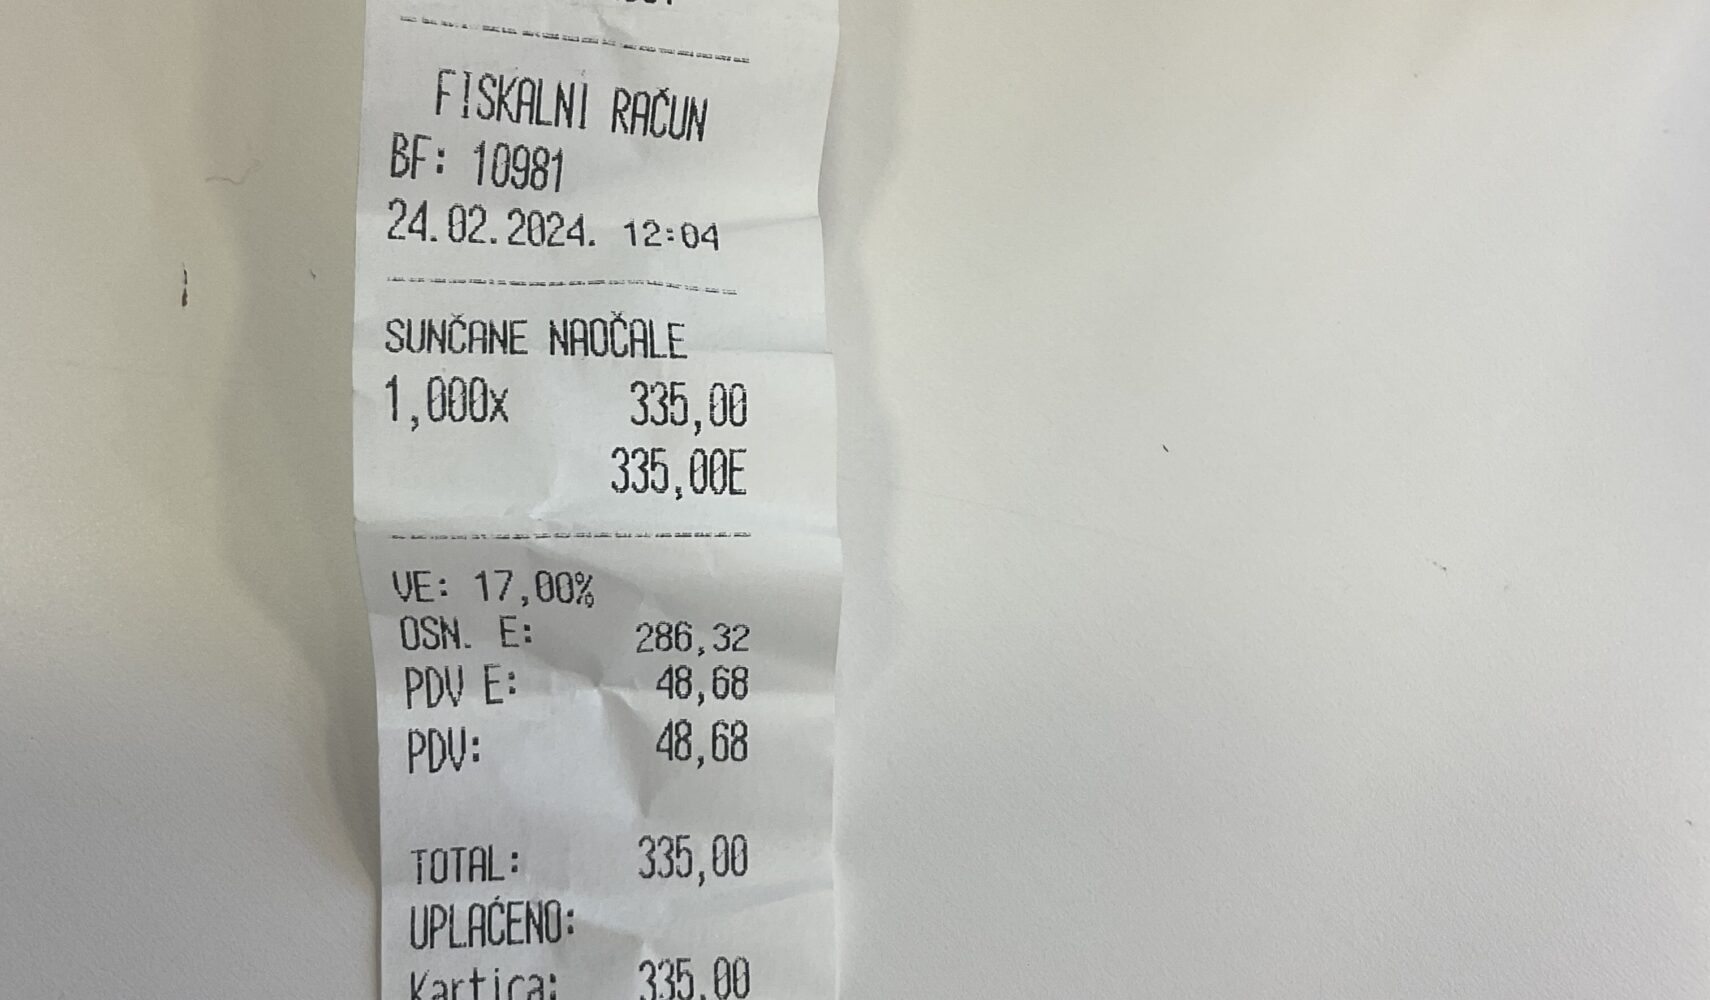 FISKALNI RAČUN
BF: 10981
24.02.2024. 12:04
SUNČANE NAOČALE
1,000x 335,00
335,00E
VE: 17,00%
OSN. E: 286,32
PDV E: 48,68
PDV: 48,68
TOTAL: 335,00
UPLAĆENO:
Kartica: 335,00